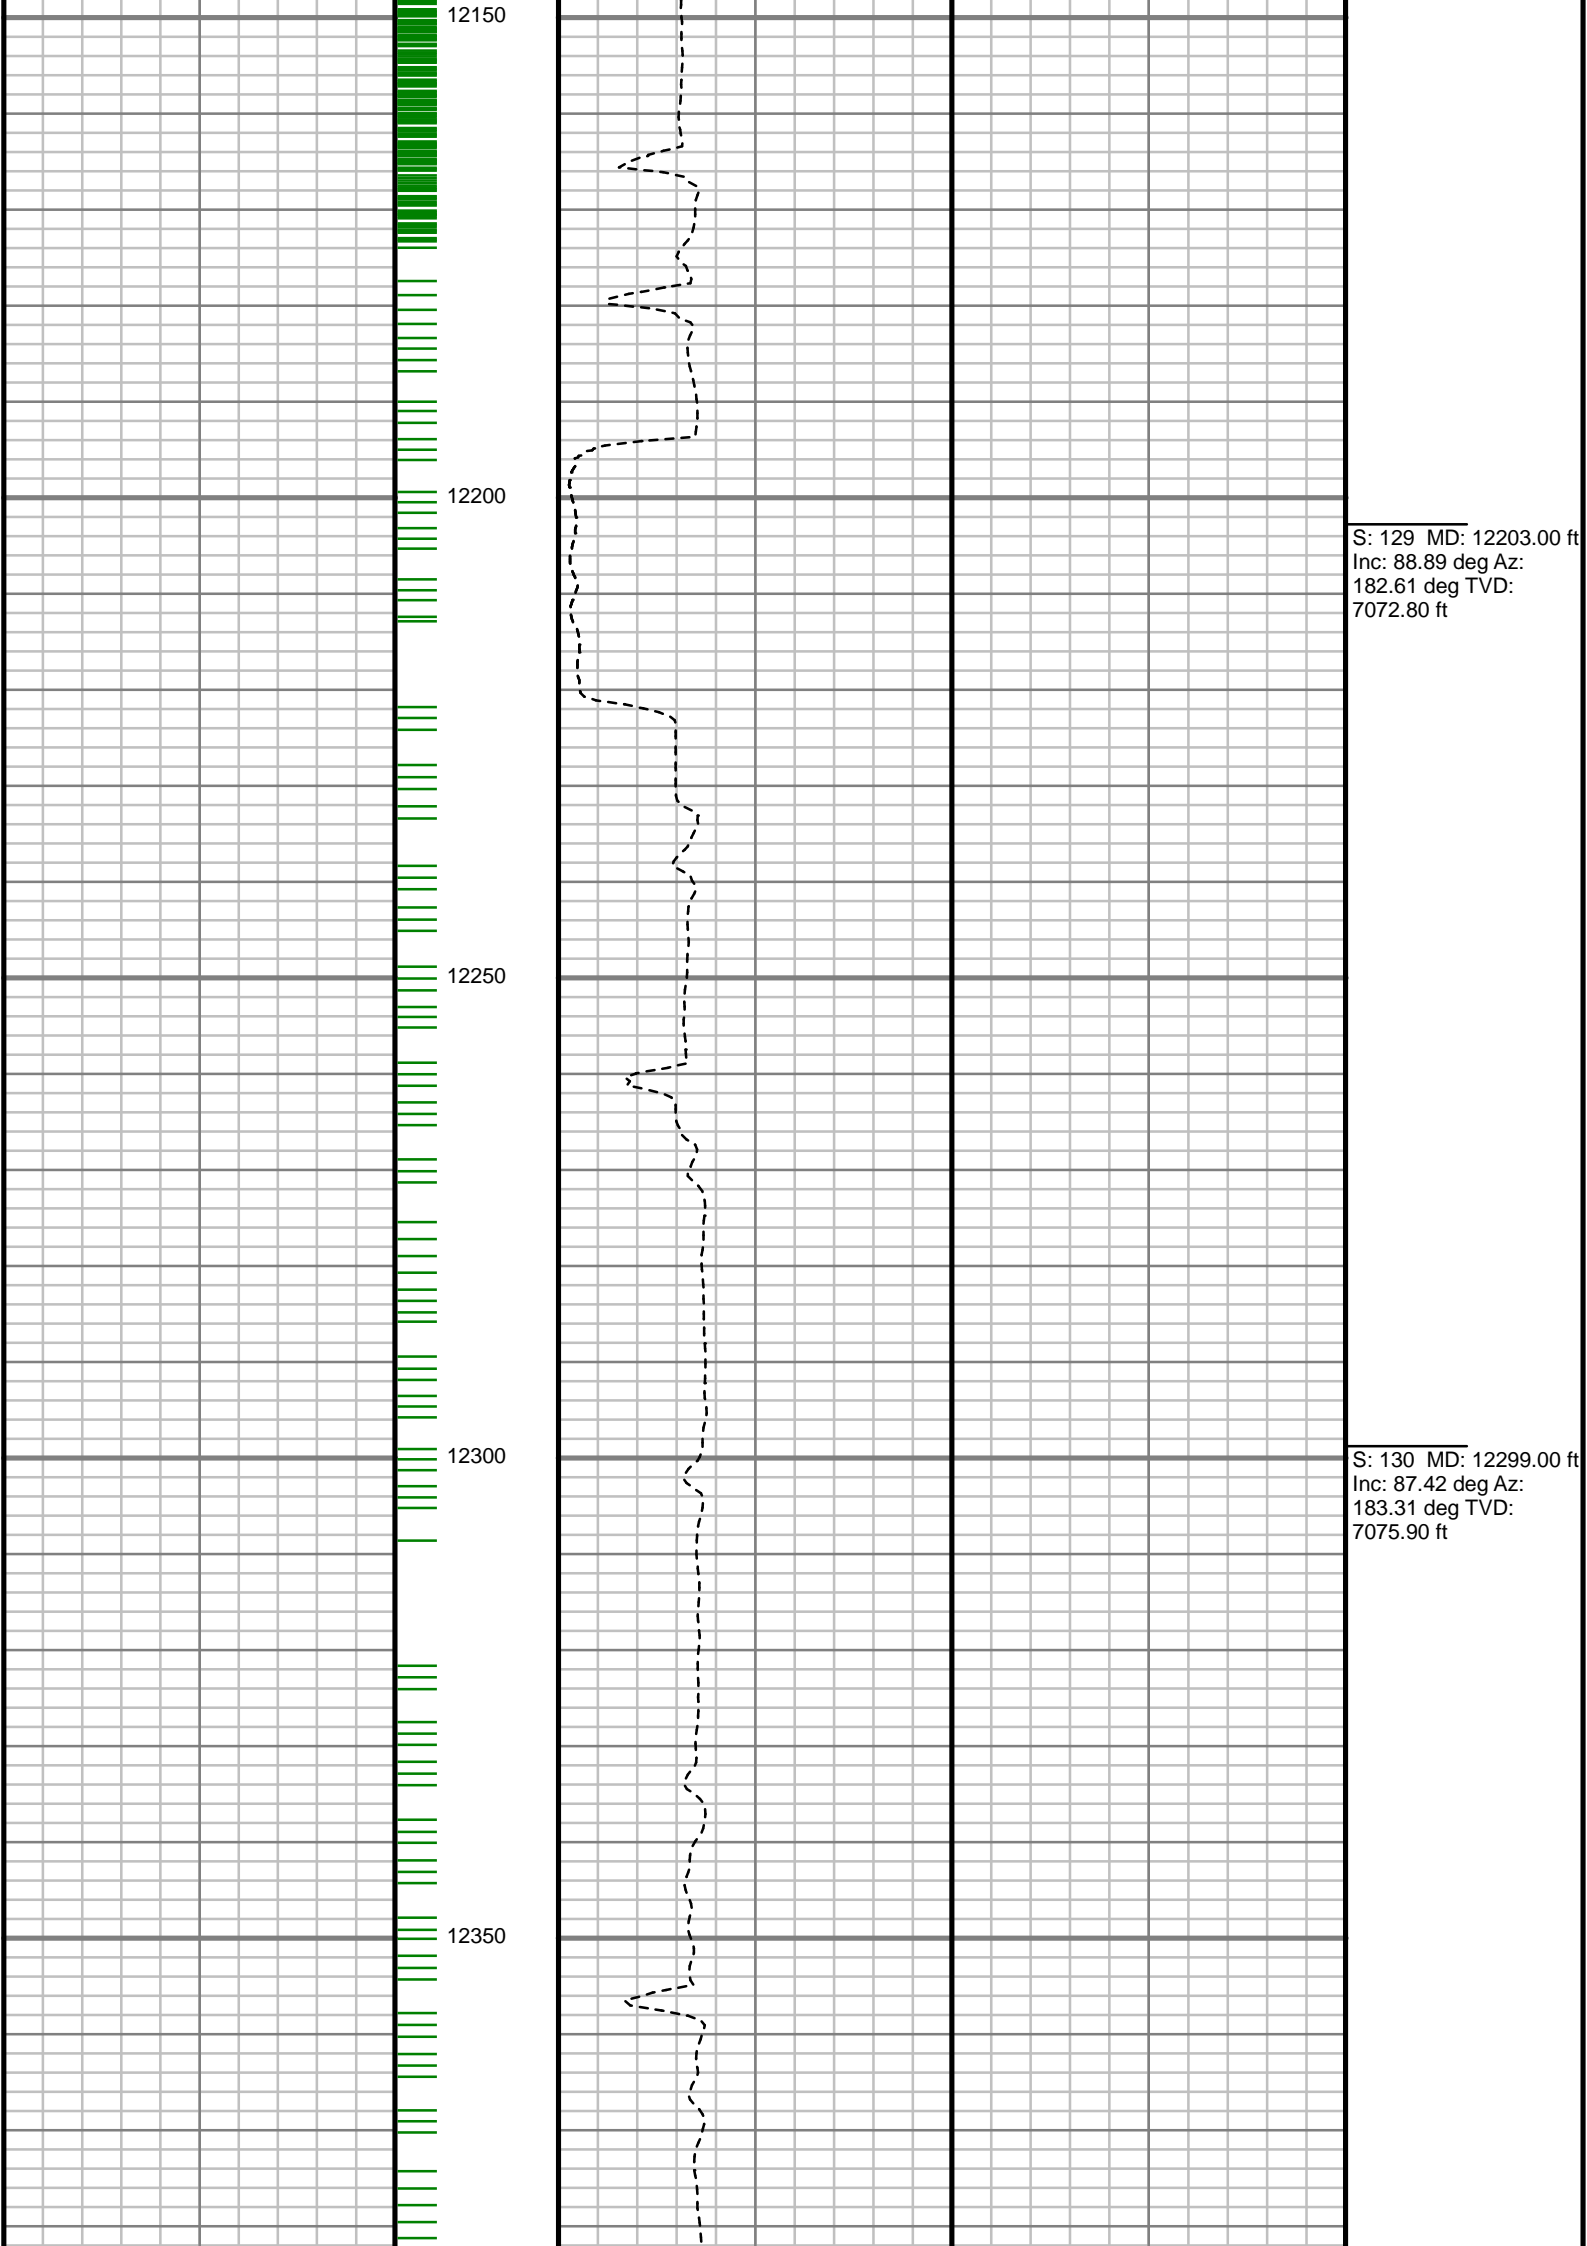 12150
12200
S: 129 MD: 12203.00 ft
Inc: 88.89 deg Az:
182.61 deg TVD:
7072.80 ft
12250
12300
S: 130 MD: 12299.00 ft
Inc: 87.42 deg Az:
183.31 deg TVD:
7075.90 ft
12350